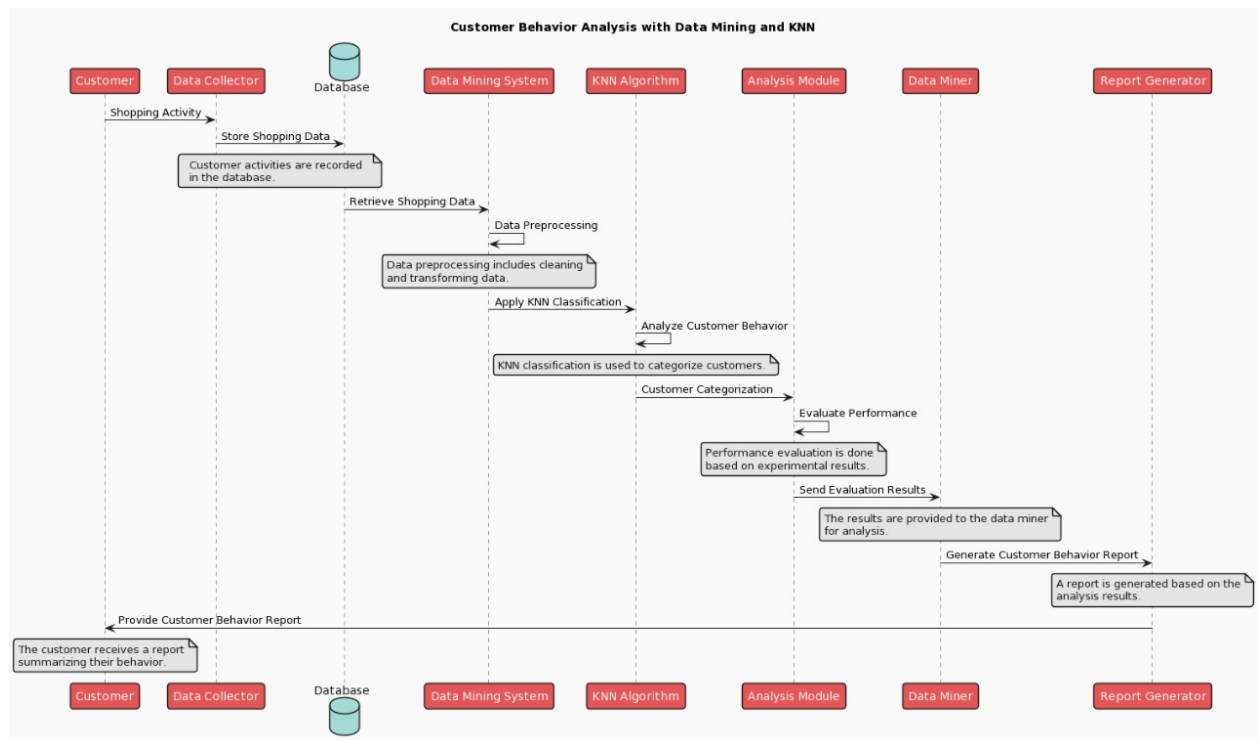 Customer Behavior Analysis with Data Mining and KNN
Customer
Data Collector
Database
Data Mining System
KNN Algorithm
Analysis Module
Data Miner
Report Generator
Shopping Activity
Store Shopping Data
Customer activities are recorded
in the database.
Retrieve Shopping Data
Data Preprocessing
Data preprocessing includes cleaning
and transforming data.
Apply KNN Classification
Analyze Customer Behavior
KNN classification is used to categorize customers.
Customer Categorization
Evaluate Performance
Performance evaluation is done
based on experimental results.
Send Evaluation Results
The results are provided to the data miner
for analysis.
Generate Customer Behavior Report
A report is generated based on the
analysis results.
Provide Customer Behavior Report
The customer receives a report
summarizing their behavior.
Customer
Data Collector
Database
Data Mining System
KNN Algorithm
Analysis Module
Data Miner
Report Generator